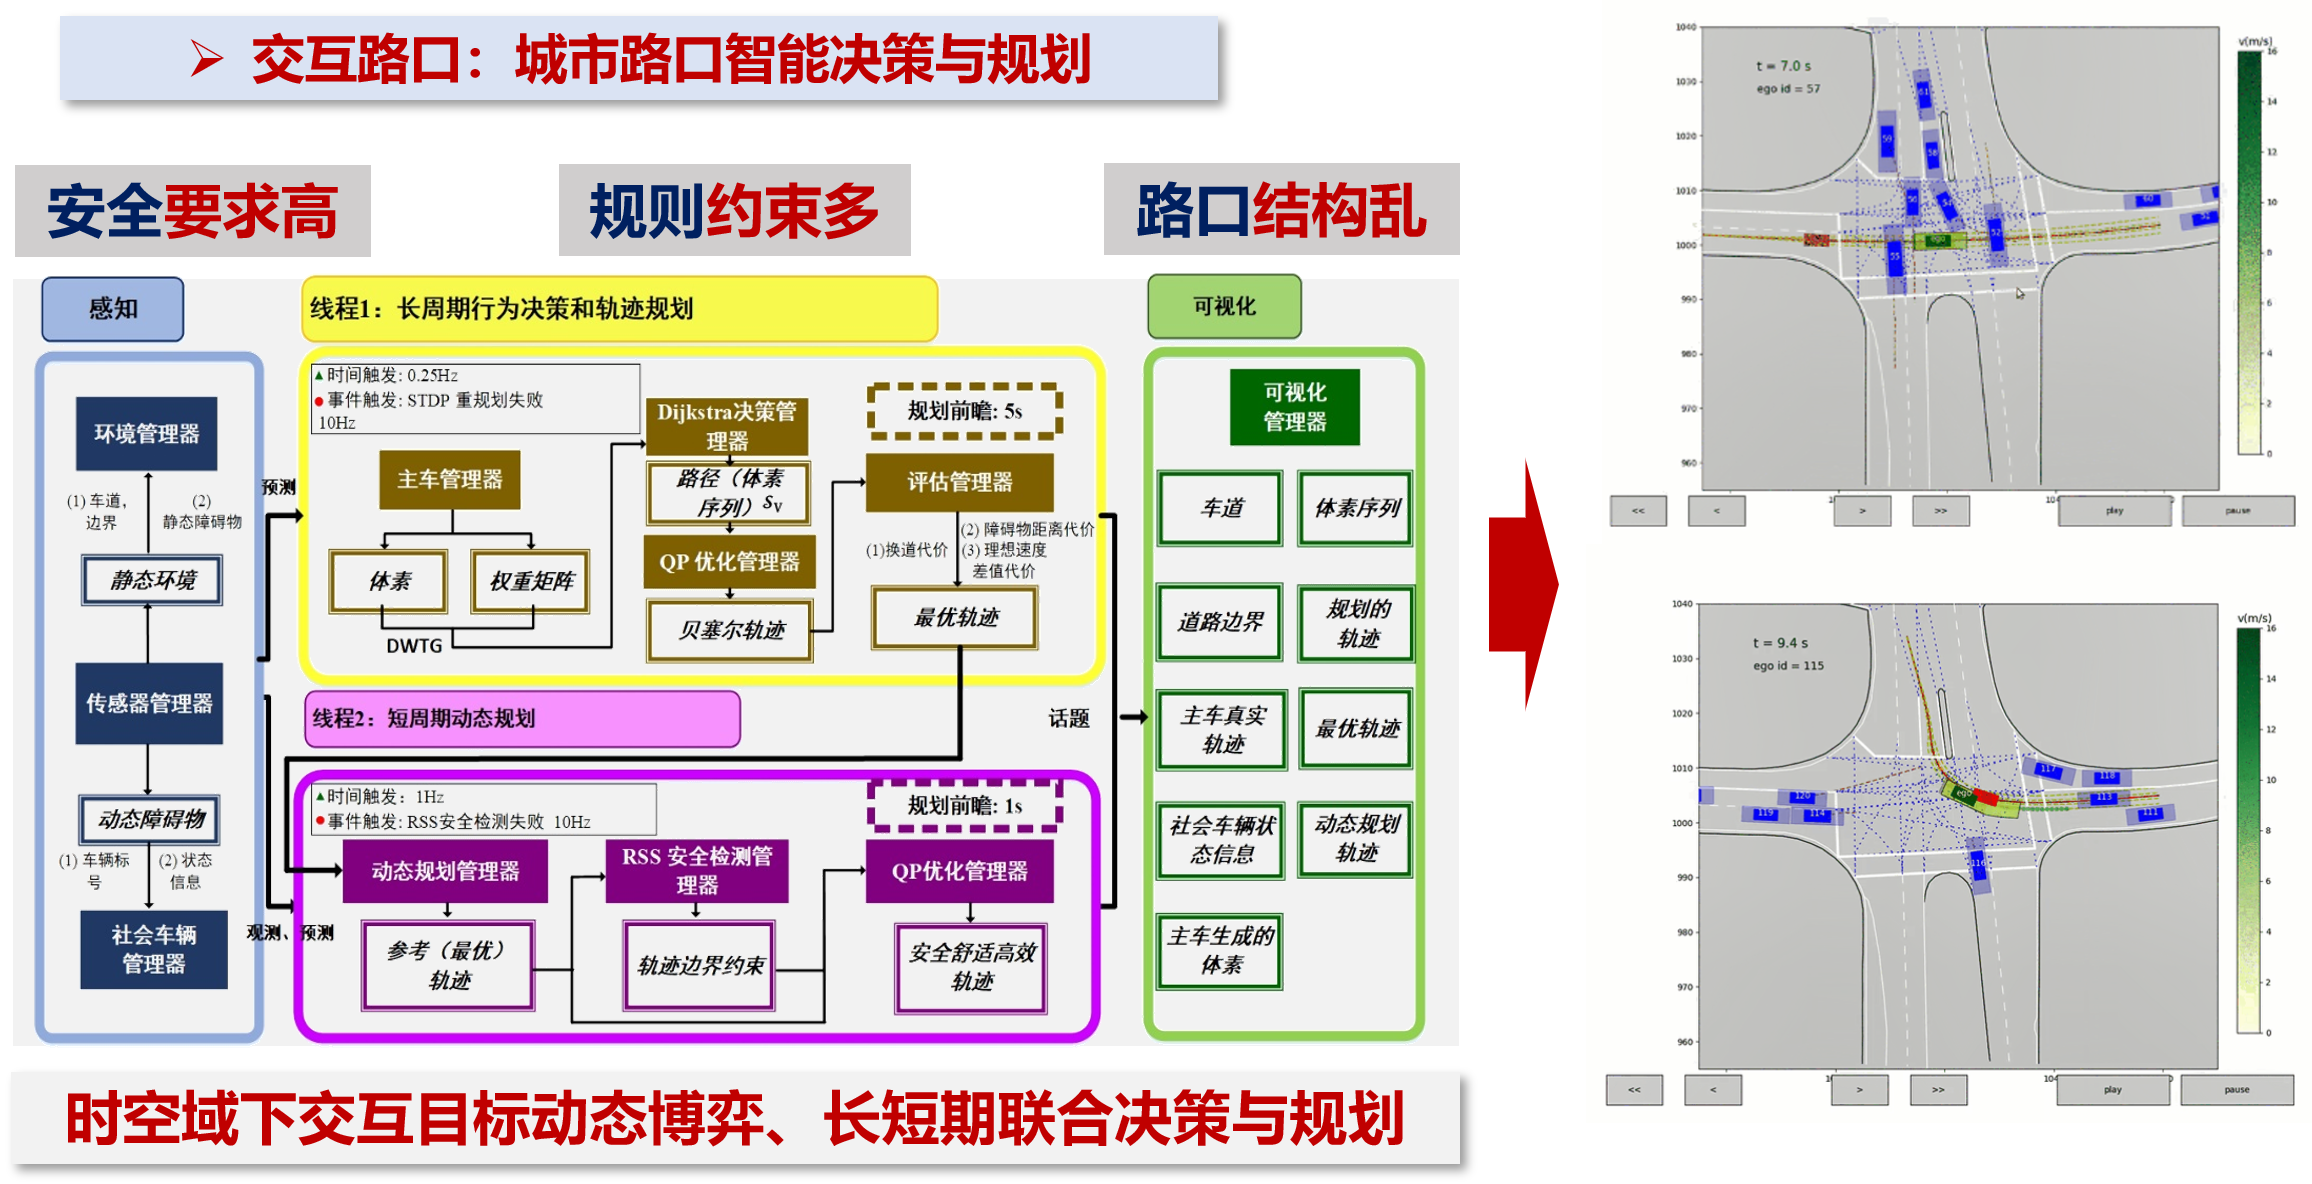 ➢ 交互路口：城市路口智能决策与规划
安全要求高
规则约束多
路口结构乱
感知
环境管理器
(1) 车道，
边界
(2)
静态障碍物
静态环境
传感器管理器
动态障碍物
(1) 车辆标
号
(2) 状态
信息
社会车辆
管理器
预测
观测、预测
线程1：长周期行为决策和轨迹规划
▲时间触发: 0.25Hz
●事件触发: STDP 重规划失败
10Hz
主车管理器
体素
权重矩阵
DWTG
Dijkstra决策管
理器
路径（体素
序列）Sv
QP 优化管理器
贝塞尔轨迹
规划前瞻: 5s
评估管理器
(1)换道代价
(2) 障碍物距离代价
(3) 理想速度
差值代价
最优轨迹
线程2：短周期动态规划
▲时间触发：1Hz
●事件触发: RSS安全检测失败 10Hz
规划前瞻: 1s
动态规划管理器
参考（最优）
轨迹
RSS 安全检测管
理器
轨迹边界约束
QP优化管理器
安全舒适高效
轨迹
话题
可视化
可视化
管理器
车道
体素序列
道路边界
规划的
轨迹
主车真实
轨迹
最优轨迹
社会车辆状
态信息
动态规划
轨迹
主车生成的
体素
时空域下交互目标动态博弈、长短期联合决策与规划
t = 7.0 s
ego id = 57
1040
1030
1020
1010
1000
990
980
970
960
61
59
58
56
55
52
ego
60
v(m/s)
16
14
12
10
8
6
4
2
0
<<
<
>
>>
play
pause
t = 9.4 s
ego id = 115
1040
1030
1020
1010
1000
990
980
970
960
ego
117
118
113
111
120
119
114
116
v(m/s)
16
14
12
10
8
6
4
2
0
<<
<
>
>>
play
pause